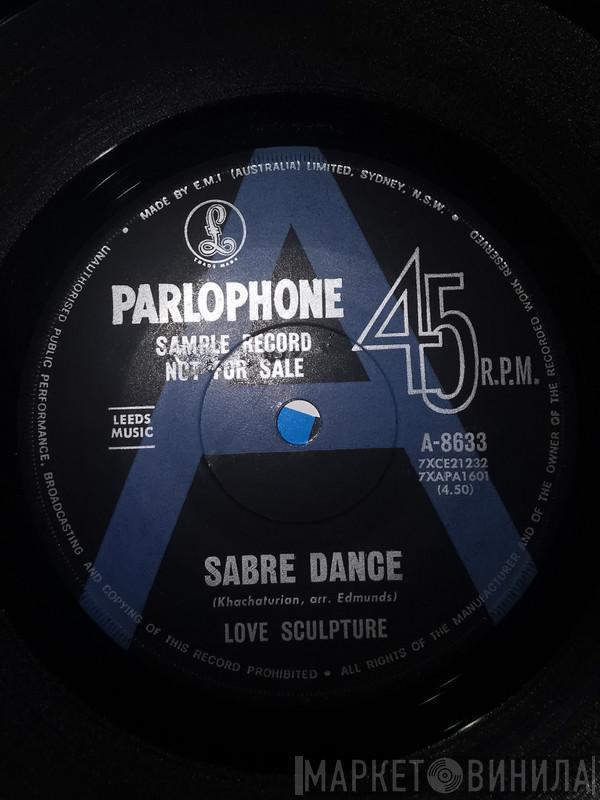 UNAUTHORISED PUBLIC PERFORMANCE, BROADCASTING AND COPYING OF THIS RECORD PROHIBITED • ALL RIGHTS OF THE MANUFACTURER AND OF THE OWNER OF THE RECORDED WORK RESERVED
• MADE BY E.M.I (AUSTRALIA) LIMITED, SYDNEY, N.S.W. •
£
TRADE MARK
PARLOPHONE
SAMPLE RECORD
NOT FOR SALE
45 R.P.M.
LEEDS
MUSIC
A-8633
7XCE21232
7XAPA1601
(4.50)
A
SABRE DANCE
(Khachaturian, arr. Edmunds)
LOVE SCULPTURE
МАРКЕТ ВИНИЛА